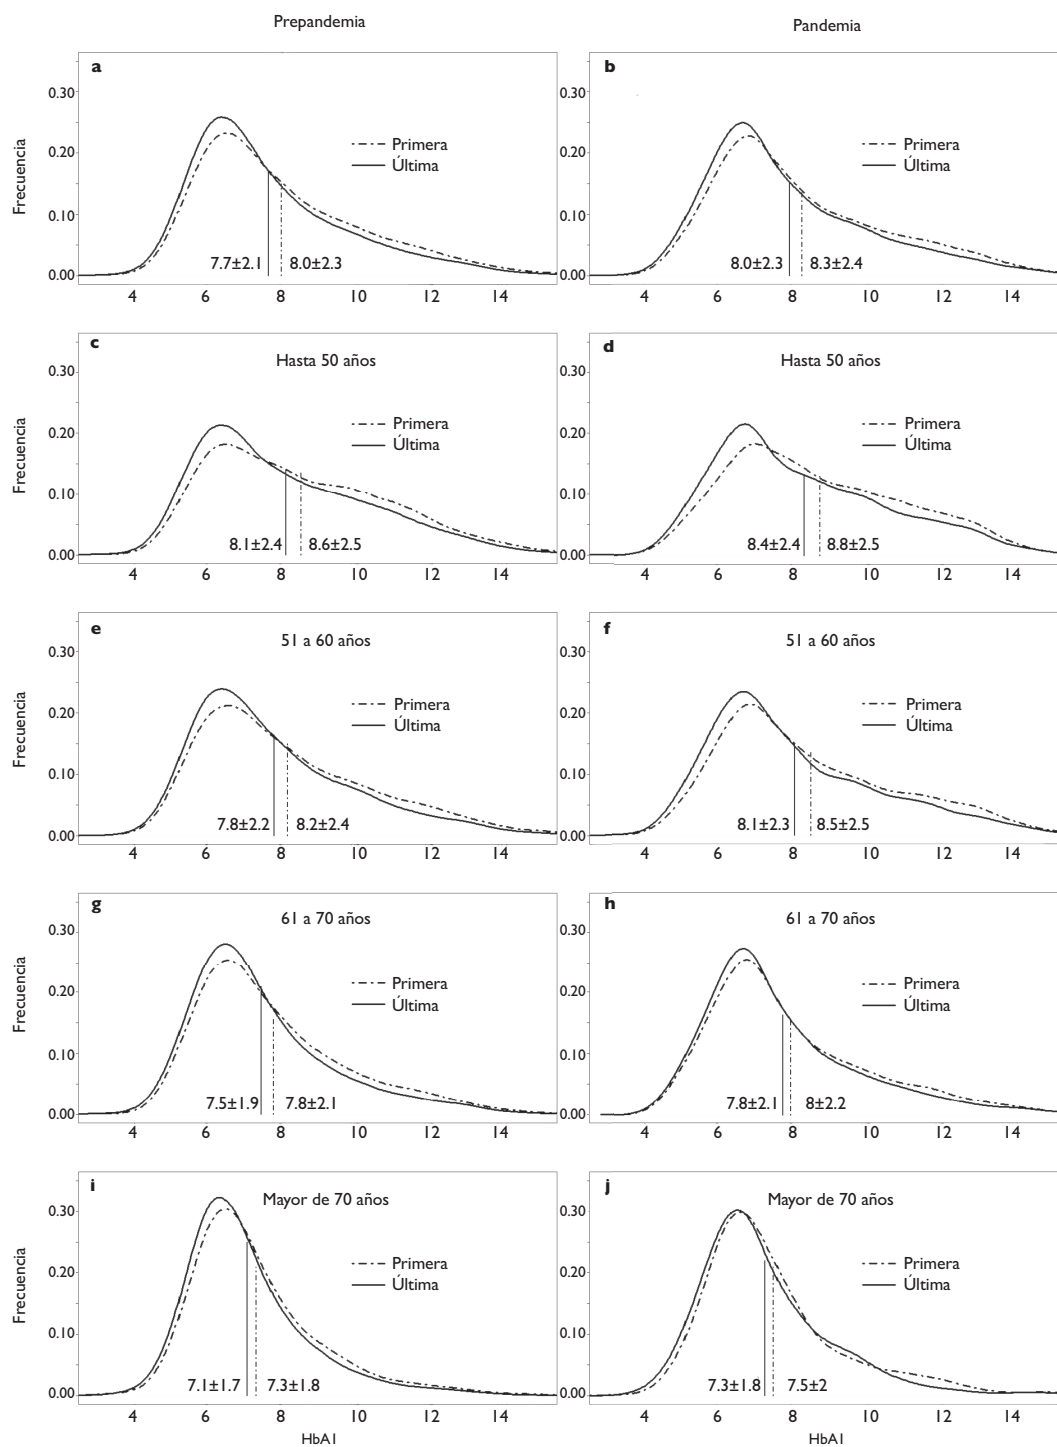 Prepandemia
Pandemia
a
0.30
0.20
0.10
0.00
Frecuencia
Primera
Última
7.7±2.1
8.0±2.3
4 6 8 10 12 14
b
0.30
0.20
0.10
0.00
Primera
Última
8.0±2.3
8.3±2.4
4 6 8 10 12 14
c
Hasta 50 años
0.30
0.20
0.10
0.00
Frecuencia
Primera
Última
8.1±2.4
8.6±2.5
4 6 8 10 12 14
d
Hasta 50 años
0.30
0.20
0.10
0.00
Primera
Última
8.4±2.4
8.8±2.5
4 6 8 10 12 14
e
51 a 60 años
0.30
0.20
0.10
0.00
Frecuencia
Primera
Última
7.8±2.2
8.2±2.4
4 6 8 10 12 14
f
51 a 60 años
0.30
0.20
0.10
0.00
Primera
Última
8.1±2.3
8.5±2.5
4 6 8 10 12 14
g
61 a 70 años
0.30
0.20
0.10
0.00
Frecuencia
Primera
Última
7.5±1.9
7.8±2.1
4 6 8 10 12 14
h
61 a 70 años
0.30
0.20
0.10
0.00
Primera
Última
7.8±2.1
8±2.2
4 6 8 10 12 14
i
Mayor de 70 años
0.30
0.20
0.10
0.00
Frecuencia
Primera
Última
7.1±1.7
7.3±1.8
4 6 8 10 12 14
HbA1
j
Mayor de 70 años
0.30
0.20
0.10
0.00
Primera
Última
7.3±1.8
7.5±2
4 6 8 10 12 14
HbA1